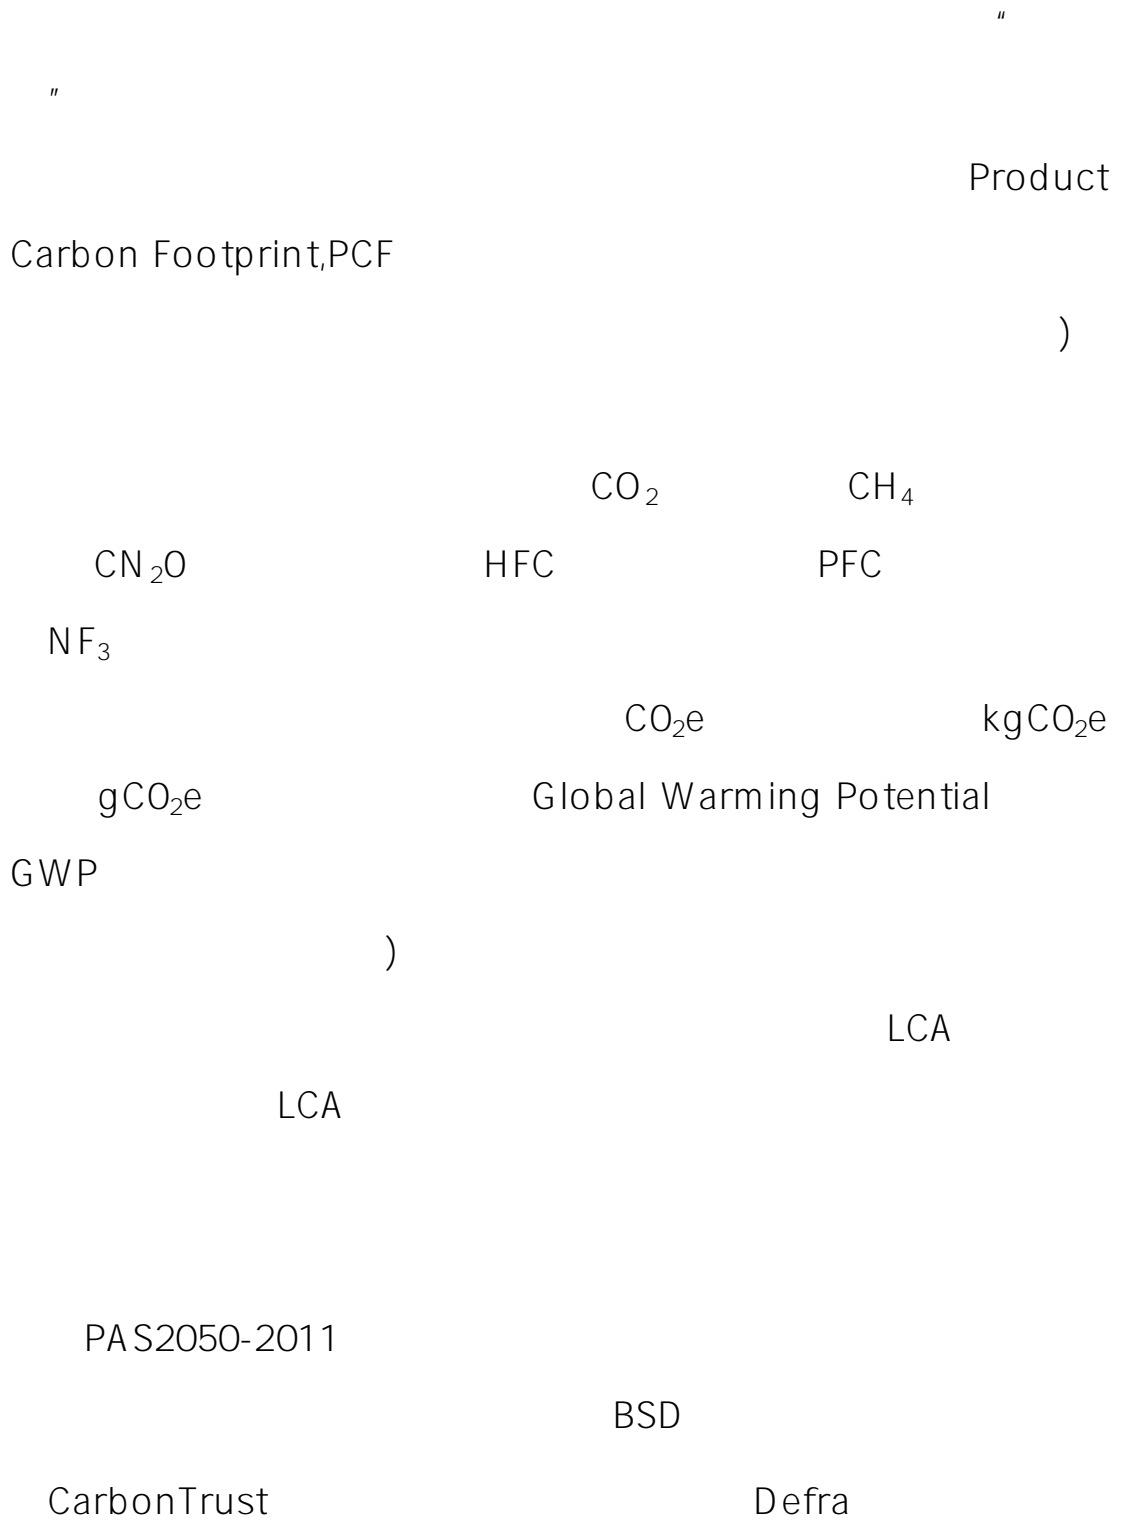 “
”
Product
Carbon Footprint,PCF
)
CO₂ CH₄
CN₂O HFC PFC
NF₃
CO₂e kgCO₂e
gCO₂e Global Warming Potential
GWP
)
LCA
LCA
PAS2050-2011
BSD
CarbonTrust Defra